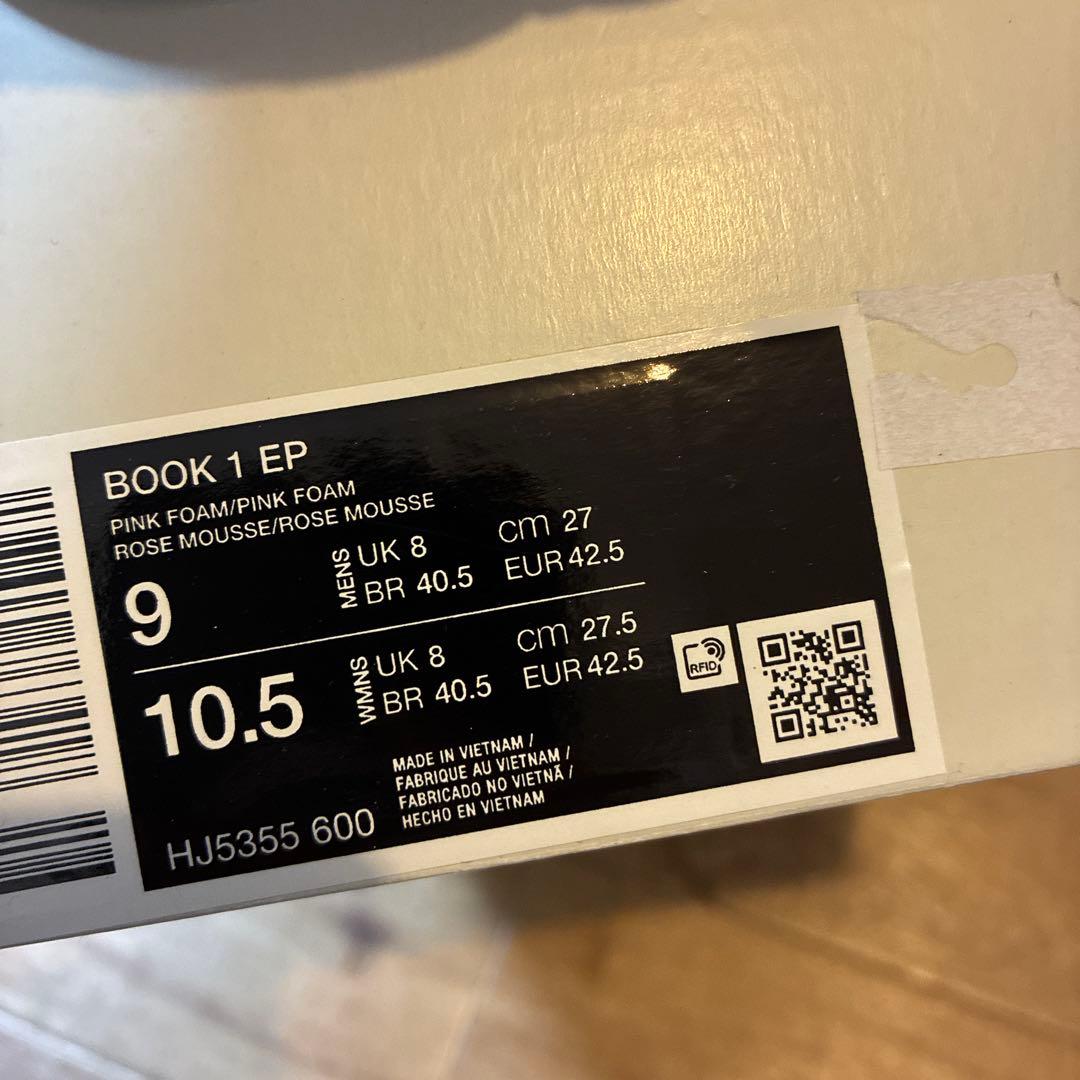 BOOK 1 EP
PINK FOAM/PINK FOAM
ROSE MOUSSE/ROSE MOUSSE
9
MENS
UK 8
cm 27
BR 40.5
EUR 42.5
10.5
WMNS
UK 8
cm 27.5
BR 40.5
EUR 42.5
RFID
MADE IN VIETNAM /
FABRIQUE AU VIETNAM /
FABRICADO NO VIETNÃ /
HECHO EN VIETNAM
HJ5355 600